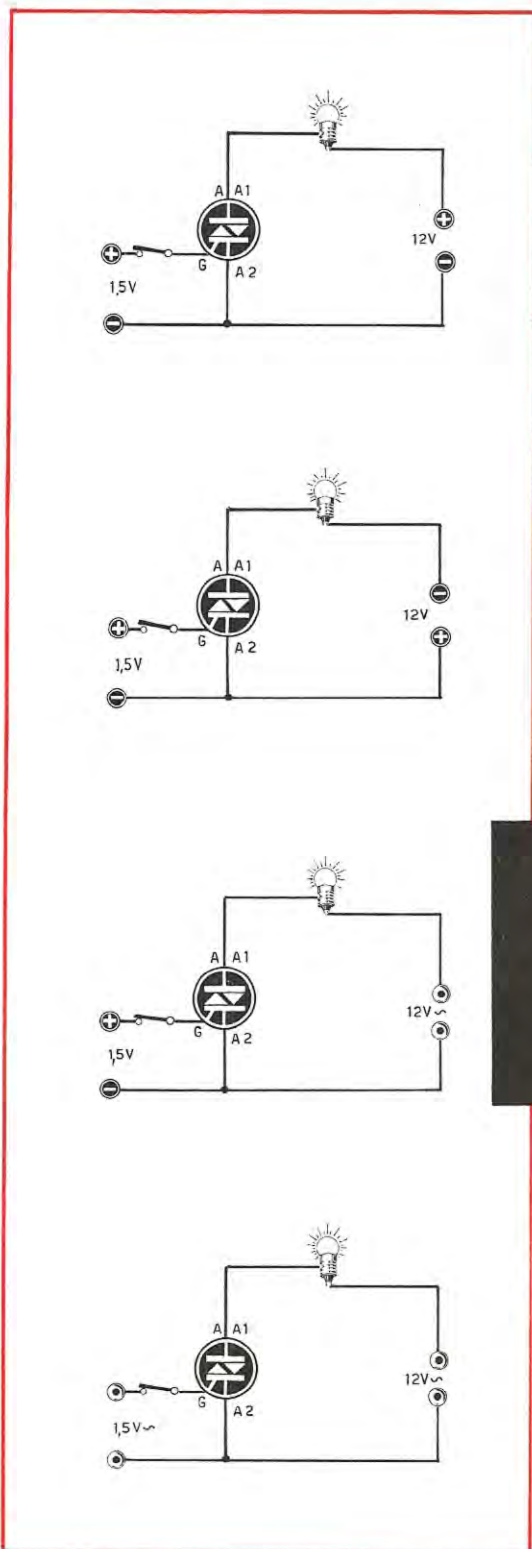 A A1
+
12V
+
G
A2
-
1,5V
-
A A1
-
12V
+
+
G
A2
1,5V
-
A A1
12V~
+
G
A2
1,5V
-
A A1
12V~
G
A2
1,5V~